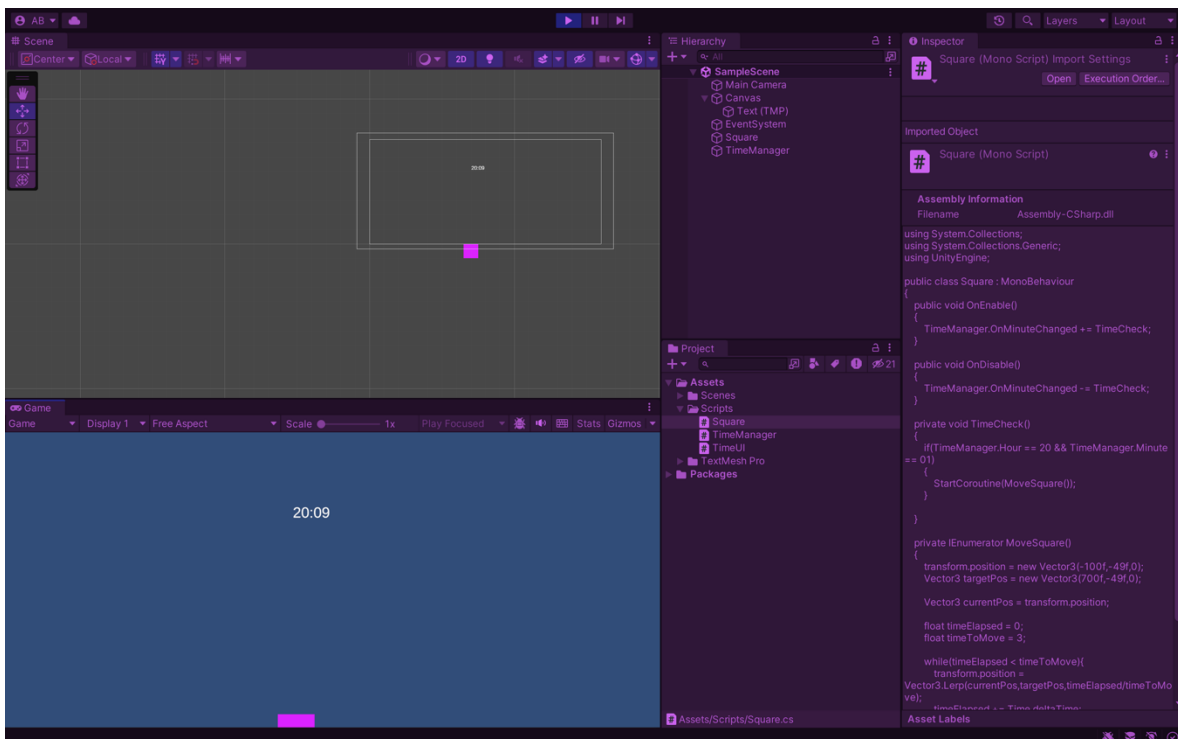 AB
Layers
Layout
Scene
Center
Local
2D
20:09
Game
Game
Display 1
Free Aspect
Scale
1x
Play Focused
Stats
Gizmos
20:09
Hierarchy
All
SampleScene
Main Camera
Canvas
Text (TMP)
EventSystem
Square
TimeManager
Project
21
Assets
Scenes
Scripts
Square
TimeManager
TimeUI
TextMesh Pro
Packages
Assets/Scripts/Square.cs
Inspector
Square (Mono Script) Import Settings
Open
Execution Order...
Imported Object
Square (Mono Script)
Assembly Information
Filename Assembly-CSharp.dll
using System.Collections;
using System.Collections.Generic;
using UnityEngine;
public class Square : MonoBehaviour
{
public void OnEnable()
{
TimeManager.OnMinuteChanged += TimeCheck;
}
public void OnDisable()
{
TimeManager.OnMinuteChanged -= TimeCheck;
}
private void TimeCheck()
{
if(TimeManager.Hour == 20 && TimeManager.Minute
== 01)
{
StartCoroutine(MoveSquare());
}
}
private IEnumerator MoveSquare()
{
transform.position = new Vector3(-100f,-49f,0);
Vector3 targetPos = new Vector3(700f,-49f,0);
Vector3 currentPos = transform.position;
float timeElapsed = 0;
float timeToMove = 3;
while(timeElapsed < timeToMove){
transform.position =
Vector3.Lerp(currentPos,targetPos,timeElapsed/timeToMo
ve);
timeElapsed += Time.deltaTime;
Asset Labels